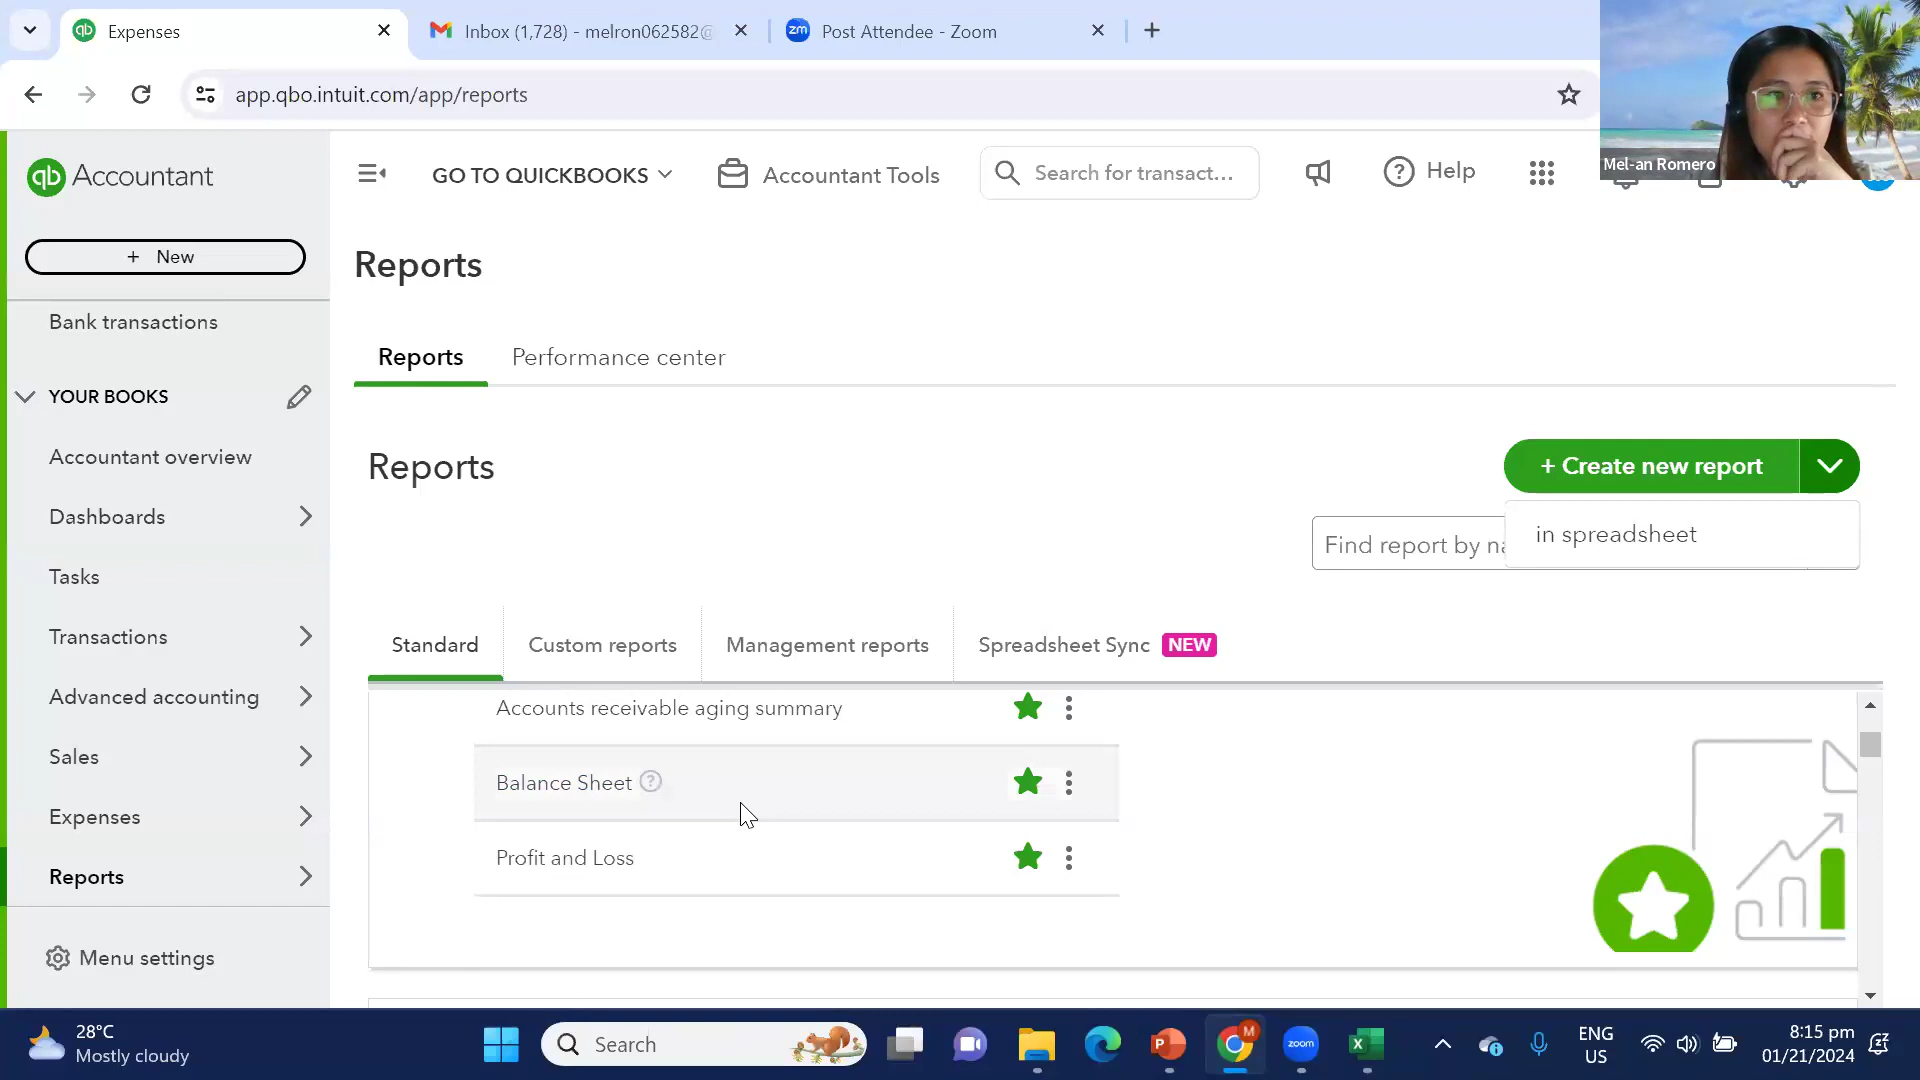 Expenses
Inbox (1,728) - melron062582@
Post Attendee - Zoom
app.qbo.intuit.com/app/reports
Mel-an Romero
qb Accountant
GO TO QUICKBOOKS
Accountant Tools
Search for transact...
Help
+ New
Bank transactions
YOUR BOOKS
Accountant overview
Dashboards
Tasks
Transactions
Advanced accounting
Sales
Expenses
Reports
Menu settings
Reports
Reports
Performance center
Reports
+ Create new report
in spreadsheet
Find report by na
Standard
Custom reports
Management reports
Spreadsheet Sync NEW
Accounts receivable aging summary
Balance Sheet
Profit and Loss
28°C
Mostly cloudy
Search
zoom
ENG
US
8:15 pm
01/21/2024